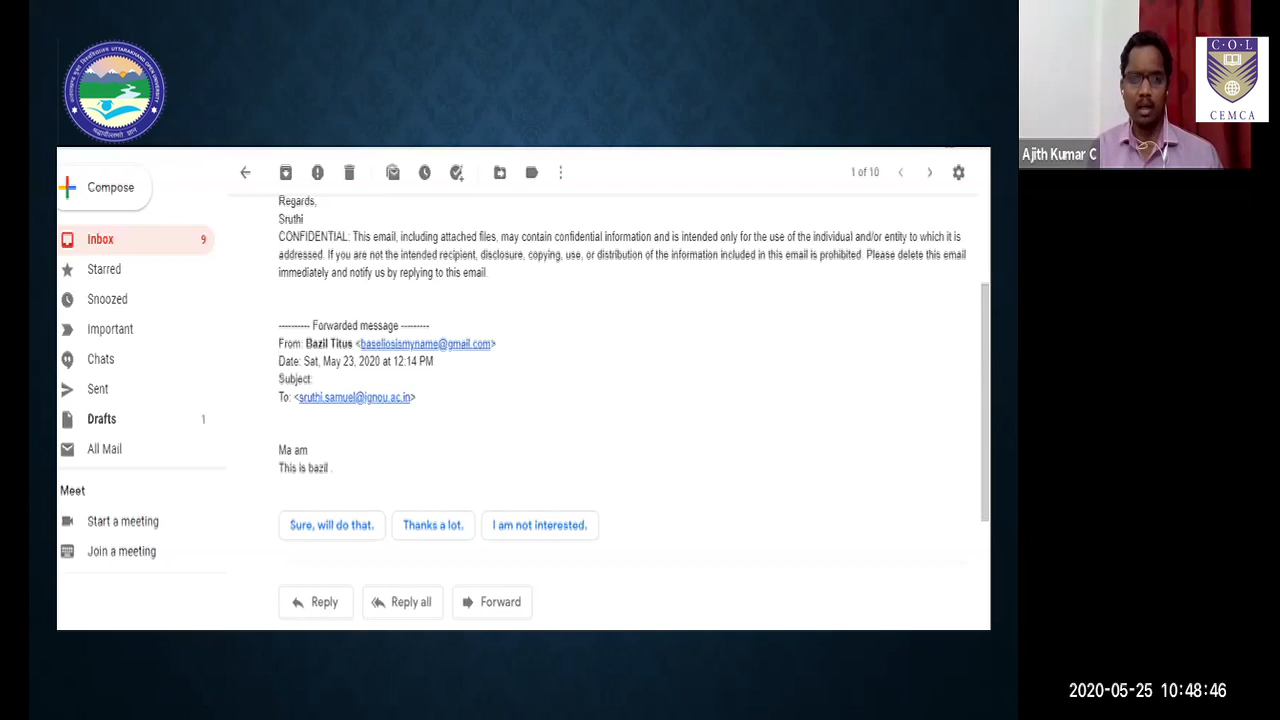 Compose
Inbox 9
Starred
Snoozed
Important
Chats
Sent
Drafts 1
All Mail
Meet
Start a meeting
Join a meeting
1 of 10
Regards,
Sruthi
CONFIDENTIAL: This email, including attached files, may contain confidential information and is intended only for the use of the individual and/or entity to which it is
addressed. If you are not the intended recipient, disclosure, copying, use, or distribution of the information included in this email is prohibited. Please delete this email
immediately and notify us by replying to this email.
---------- Forwarded message ---------
From: Bazil Titus <baseliosismyname@gmail.com>
Date: Sat, May 23, 2020 at 12:14 PM
Subject:
To: <sruthi.samuel@ignou.ac.in>
Ma am
This is bazil .
Sure, will do that.
Thanks a lot.
I am not interested.
Reply
Reply all
Forward
Ajith Kumar C
C·O·L
CEMCA
2020-05-25 10:48:46